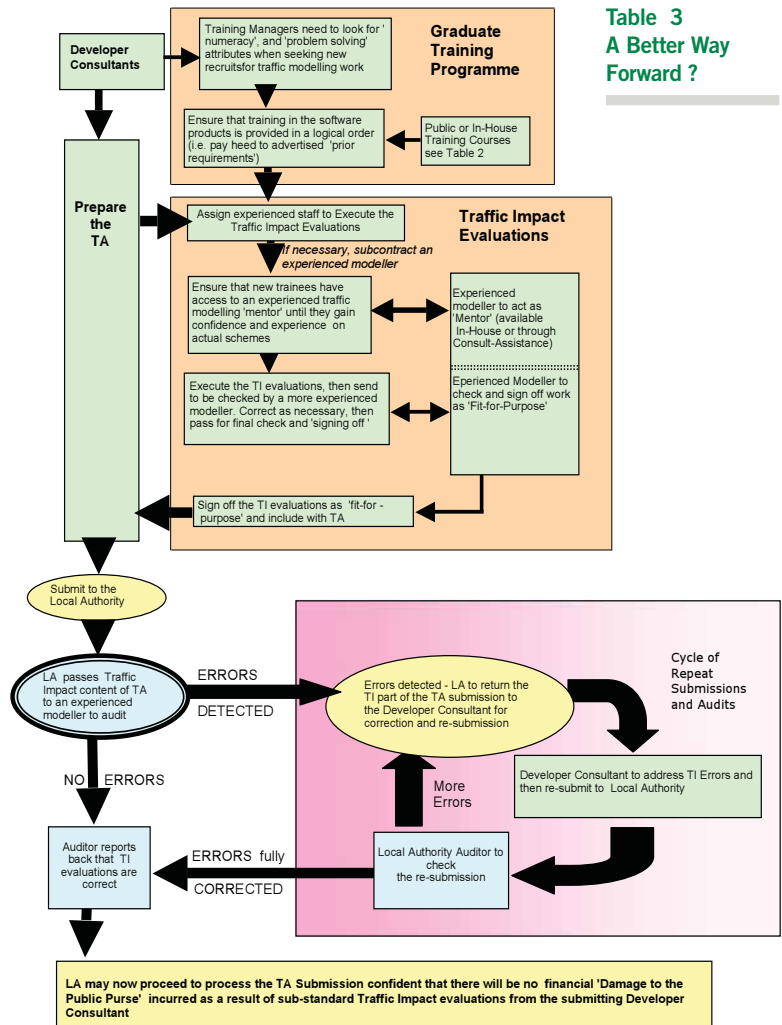 Table 3
A Better Way
Forward ?
Developer
Consultants
Training Managers need to look for '
numeracy', and 'problem solving'
attributes when seeking new
recruitsfor traffic modelling work
Graduate
Training
Programme
Ensure that training in the software
products is provided in a logical order
(i.e. pay heed to advertised 'prior
requirements')
Public or In-House
Training Courses
see Table 2
Prepare
the
TA
Assign experienced staff to Execute the
Traffic Impact Evaluations
Traffic Impact
Evaluations
If necessary, subcontract an
experienced modeller
Ensure that new trainees have
access to an experienced traffic
modelling 'mentor' until they gain
confidence and experience on
actual schemes
Experienced
modeller to act as
'Mentor' (available
In-House or through
Consult-Assistance)
Execute the TI evaluations, then send
to be checked by a more experienced
modeller. Correct as necessary, then
pass for final check and 'signing off '
Eperienced Modeller to
check and sign off work
as 'Fit-for-Purpose'
Sign off the TI evaluations as 'fit-for -
purpose' and include with TA
Submit to the
Local Authority
LA passes Traffic
Impact content of TA
to an experienced
modeller to audit
ERRORS
DETECTED
Errors detected - LA to return the
TI part of the TA submission to
the Developer Consultant for
correction and re-submission
Cycle of
Repeat
Submissions
and Audits
NO ERRORS
More
Errors
Developer Consultant to address TI Errors and
then re-submit to Local Authority
Auditor reports
back that TI
evaluations are
correct
ERRORS fully
CORRECTED
Local Authority Auditor to
check
the re-submission
LA may now proceed to process the TA Submission confident that there will be no financial 'Damage to the
Public Purse' incurred as a result of sub-standard Traffic Impact evaluations from the submitting Developer
Consultant